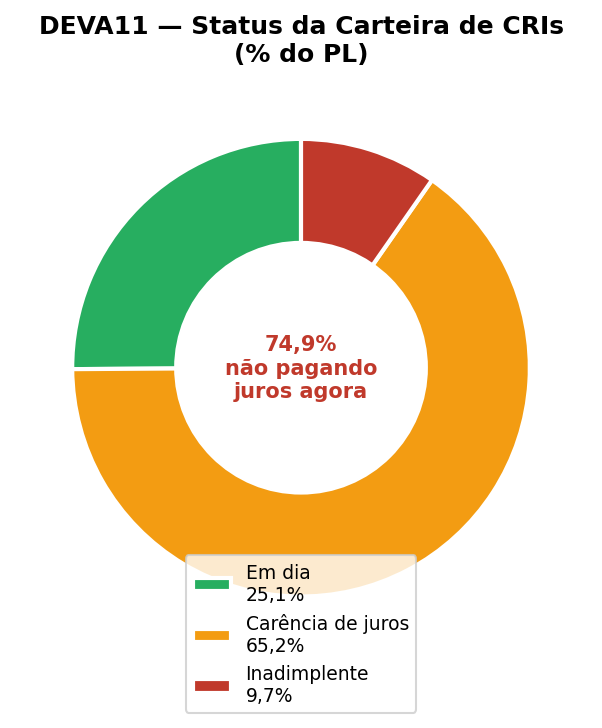 DEVA11 — Status da Carteira de CRIs
(% do PL)
74,9%
não pagando
juros agora
Em dia
25,1%
Carência de juros
65,2%
Inadimplente
9,7%